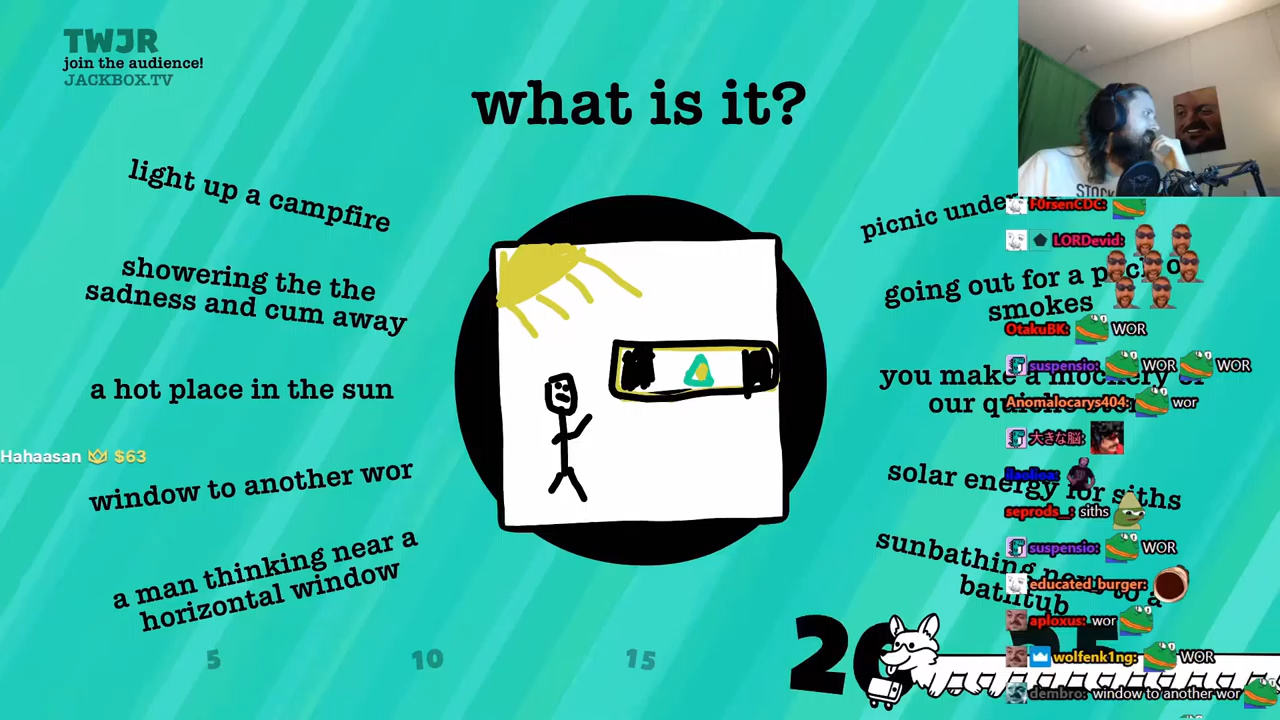 TWJR
join the audience!
JACKBOX.TV
what is it?
light up a campfire
showering the the
sadness and cum away
a hot place in the sun
window to another wor
a man thinking near a
horizontal window
picnic under
going out for a pack o
smokes
you make a mockery of
our
solar energy for siths
sunbathing
bathtub
Hahaasan $63
5 10 15 20
STOCK
F0rsenCDC:
LORDevid:
OtakuBK: WOR
suspensio: WOR WOR
Anomalocarys404: wor
大きな脳:
seprods__: siths
suspensio: WOR
educated_burger:
aploxus: wor
wolfenk1ng: WOR
dembro: window to another wor